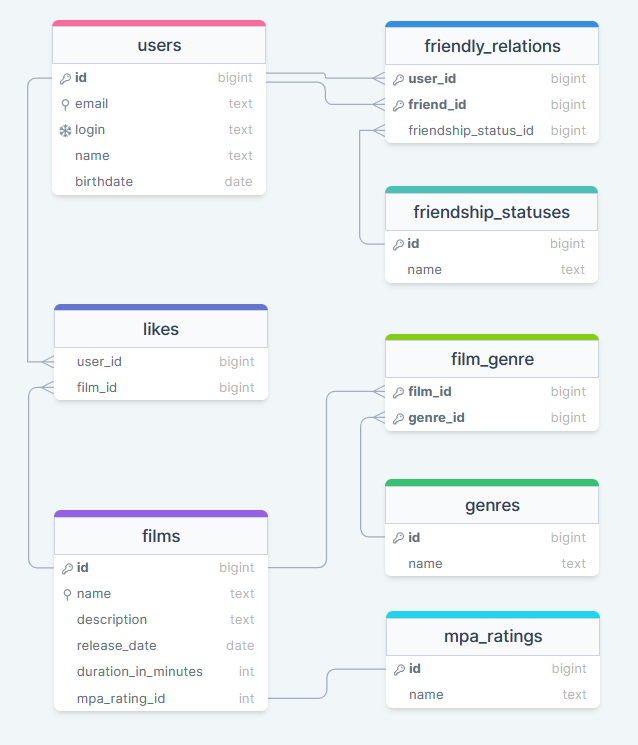 users
id bigint
email text
login text
name text
birthdate date
friendly_relations
user_id bigint
friend_id bigint
friendship_status_id bigint
friendship_statuses
id bigint
name text
likes
user_id bigint
film_id bigint
film_genre
film_id bigint
genre_id bigint
films
id bigint
name text
description text
release_date date
duration_in_minutes int
mpa_rating_id int
genres
id bigint
name text
mpa_ratings
id bigint
name text